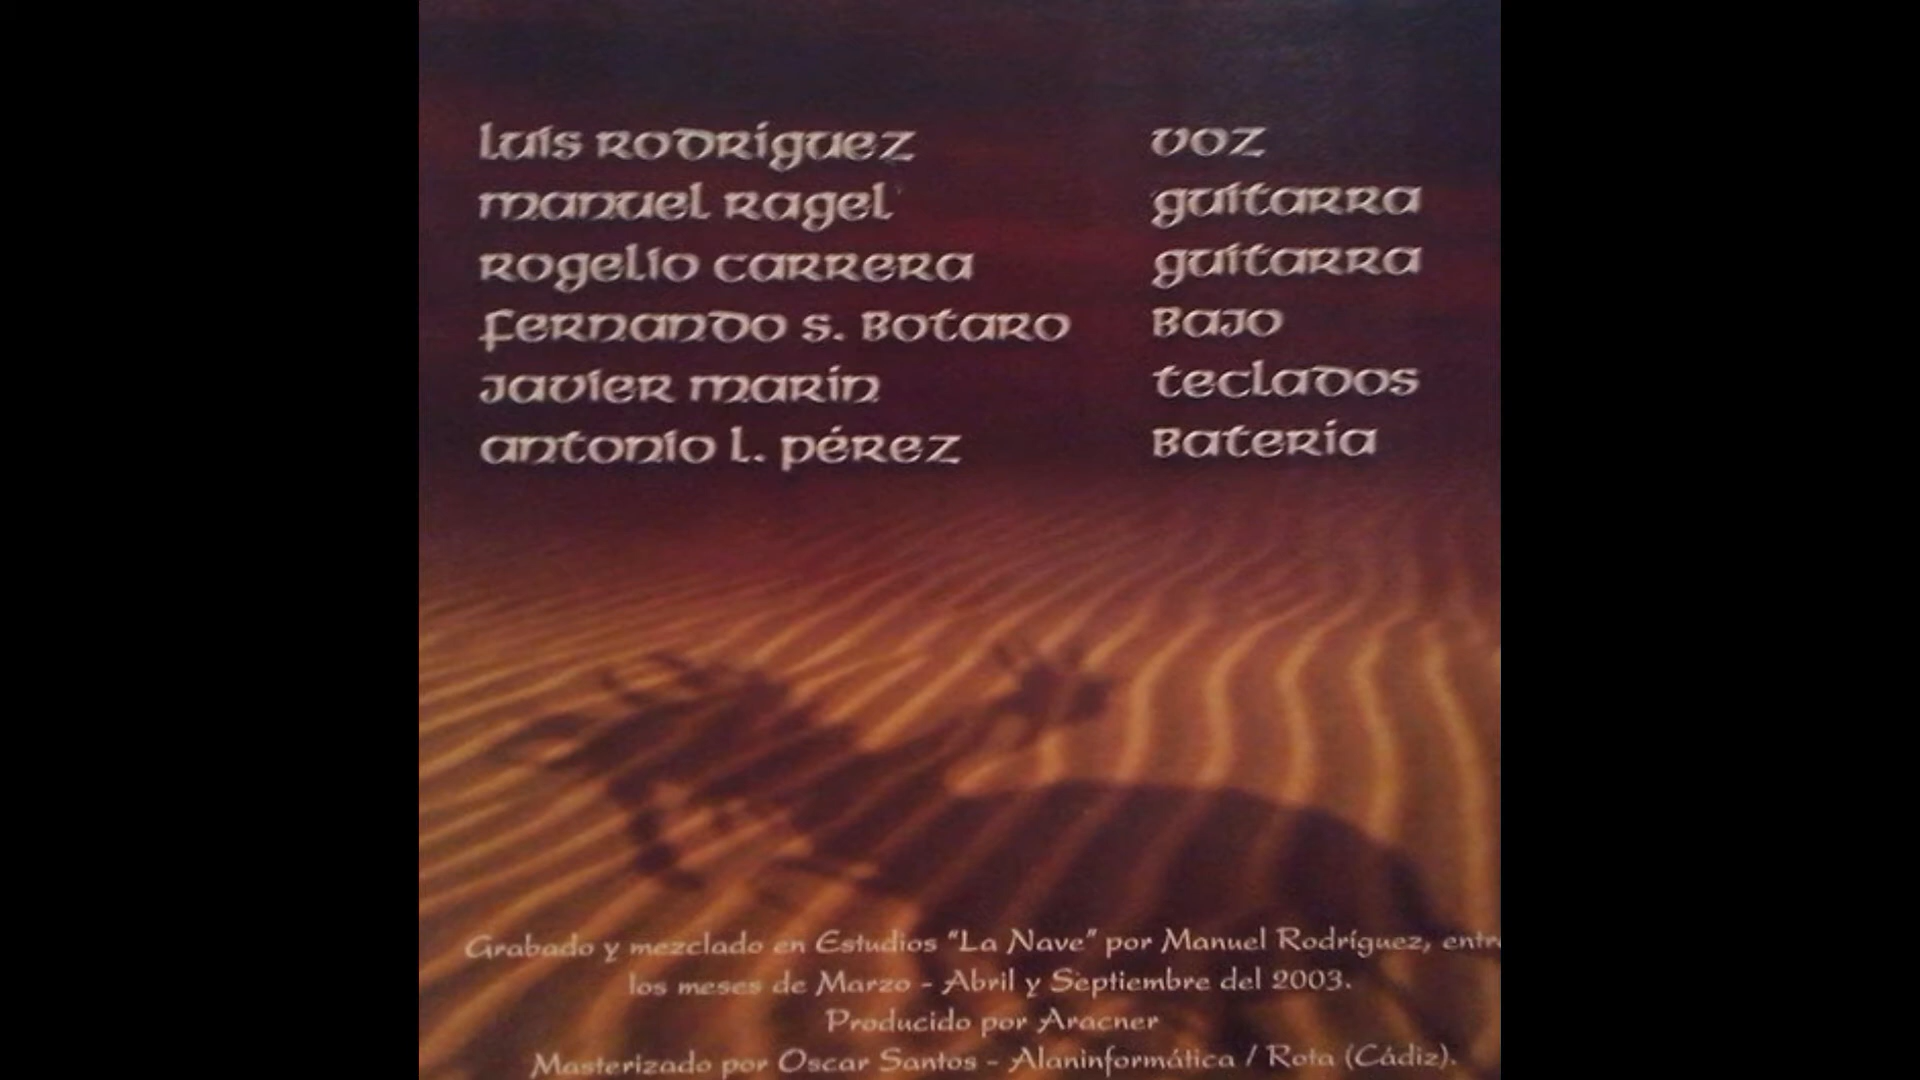 Luis Rodríguez voz
Manuel Ragel guitarra
Rogelio Carrera guitarra
Fernando S. Botaro bajo
Javier Marín teclados
Antonio L. Pérez batería
Grabado y mezclado en Estudios "La Nave" por Manuel Rodríguez, entre
los meses de Marzo - Abril y Septiembre del 2003.
Producido por Aracner
Masterizado por Oscar Santos - Alaninformática / Rota (Cádiz).